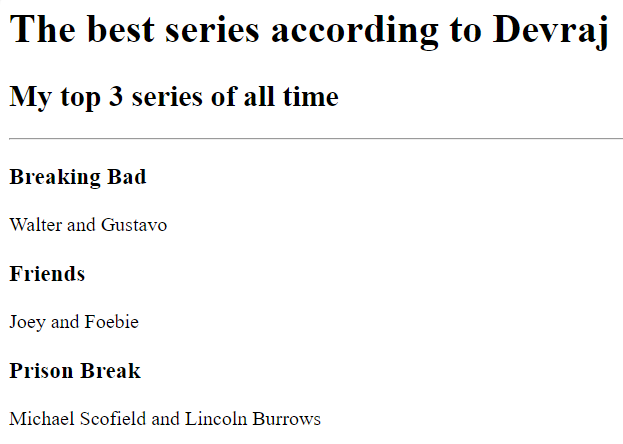 The best series according to Devraj
My top 3 series of all time
Breaking Bad
Walter and Gustavo
Friends
Joey and Foebie
Prison Break
Michael Scofield and Lincoln Burrows